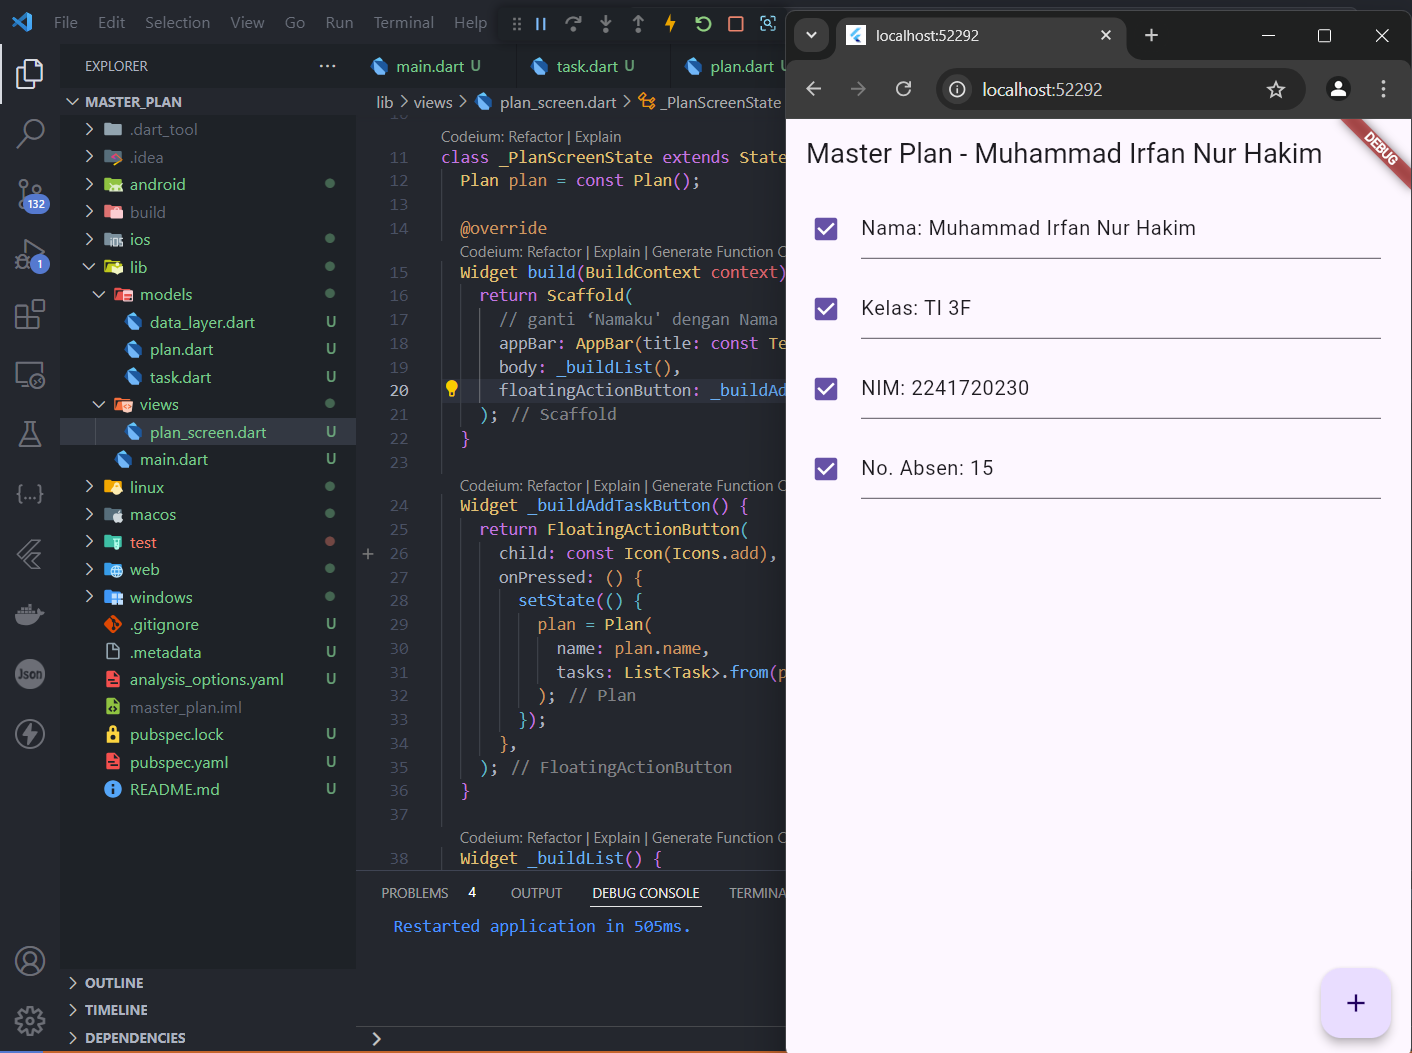 File Edit Selection View Go Run Terminal Help
EXPLORER
MASTER_PLAN
.dart_tool
.idea
android
build
ios
lib
models
data_layer.dart U
plan.dart U
task.dart U
views
plan_screen.dart U
main.dart U
linux
macos
test
web
windows
.gitignore U
.metadata U
analysis_options.yaml U
master_plan.iml
pubspec.lock U
pubspec.yaml U
README.md U
OUTLINE
TIMELINE
DEPENDENCIES
132
1
Json
main.dart U
task.dart U
plan.dart U
lib > views > plan_screen.dart > _PlanScreenState
Codeium: Refactor | Explain
11 class _PlanScreenState extends State
12 Plan plan = const Plan();
13
14 @override
Codeium: Refactor | Explain | Generate Function C
15 Widget build(BuildContext context)
16 return Scaffold(
17 // ganti ‘Namaku' dengan Nama
18 appBar: AppBar(title: const Te
19 body: _buildList(),
20 floatingActionButton: _buildAd
21 ); // Scaffold
22 }
23
Codeium: Refactor | Explain | Generate Function C
24 Widget _buildAddTaskButton() {
25 return FloatingActionButton(
26 child: const Icon(Icons.add),
27 onPressed: () {
28 setState(() {
29 plan = Plan(
30 name: plan.name,
31 tasks: List<Task>.from(p
32 ); // Plan
33 });
34 },
35 ); // FloatingActionButton
36 }
37
Codeium: Refactor | Explain | Generate Function C
38 Widget _buildList() {
PROBLEMS 4 OUTPUT DEBUG CONSOLE TERMINA
Restarted application in 505ms.
localhost:52292
localhost:52292
DEBUG
Master Plan - Muhammad Irfan Nur Hakim
Nama: Muhammad Irfan Nur Hakim
Kelas: TI 3F
NIM: 2241720230
No. Absen: 15